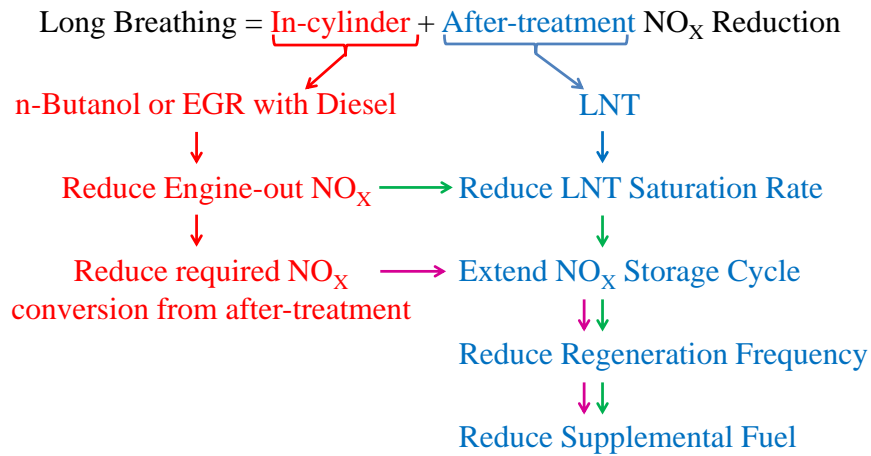 Long Breathing = In-cylinder + After-treatment NOX Reduction
n-Butanol or EGR with Diesel
LNT
Reduce Engine-out NOX
Reduce LNT Saturation Rate
Reduce required NOX
conversion from after-treatment
Extend NOX Storage Cycle
Reduce Regeneration Frequency
Reduce Supplemental Fuel